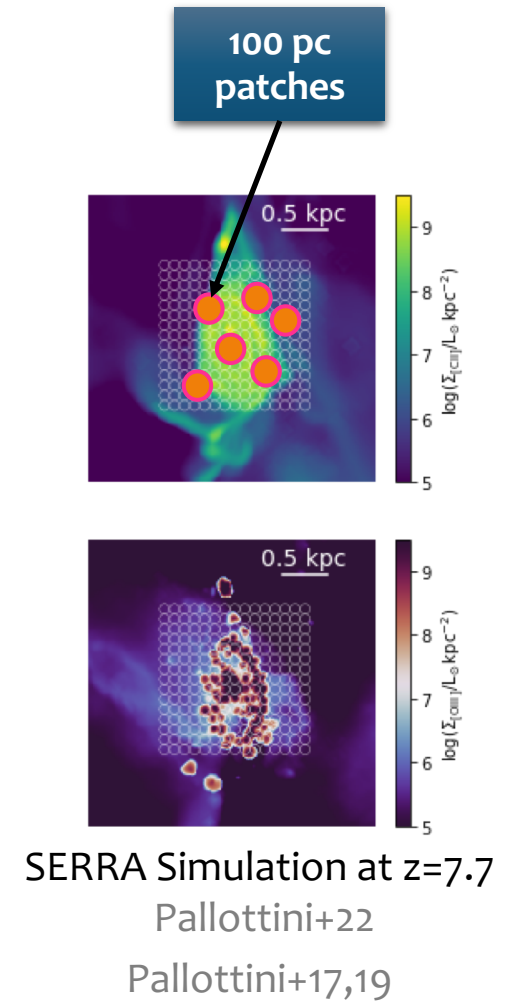 100 pc
patches
0.5 kpc
9
8
7
6
5
log(Σ[CII]/L⊙ kpc⁻²)
0.5 kpc
9
8
7
6
5
log(Σ[OIII]/L⊙ kpc⁻²)
SERRA Simulation at z=7.7
Pallottini+22
Pallottini+17,19